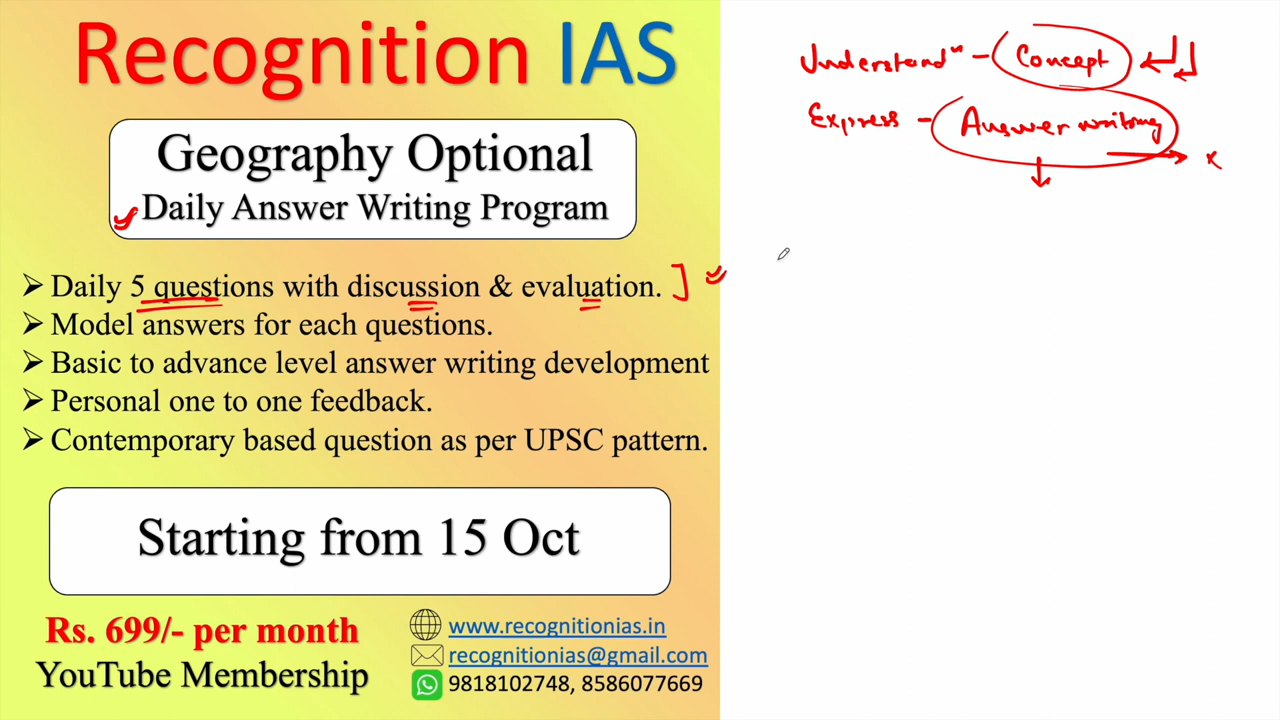 Recognition IAS
Geography Optional
Daily Answer Writing Program
➢ Daily 5 questions with discussion & evaluation.
➢ Model answers for each questions.
➢ Basic to advance level answer writing development
➢ Personal one to one feedback.
➢ Contemporary based question as per UPSC pattern.
Starting from 15 Oct
Rs. 699/- per month
YouTube Membership
www.recognitionias.in
recognitionias@gmail.com
9818102748, 8586077669
Understandⁿ - Concept
Express - Answer writing
x